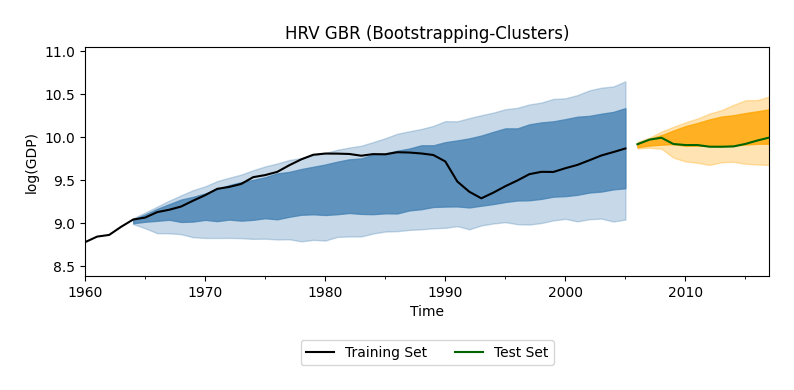 HRV GBR (Bootstrapping-Clusters)
11.0
10.5
10.0
9.5
9.0
8.5
log(GDP)
1960 1970 1980 1990 2000 2010
Time
Training Set Test Set